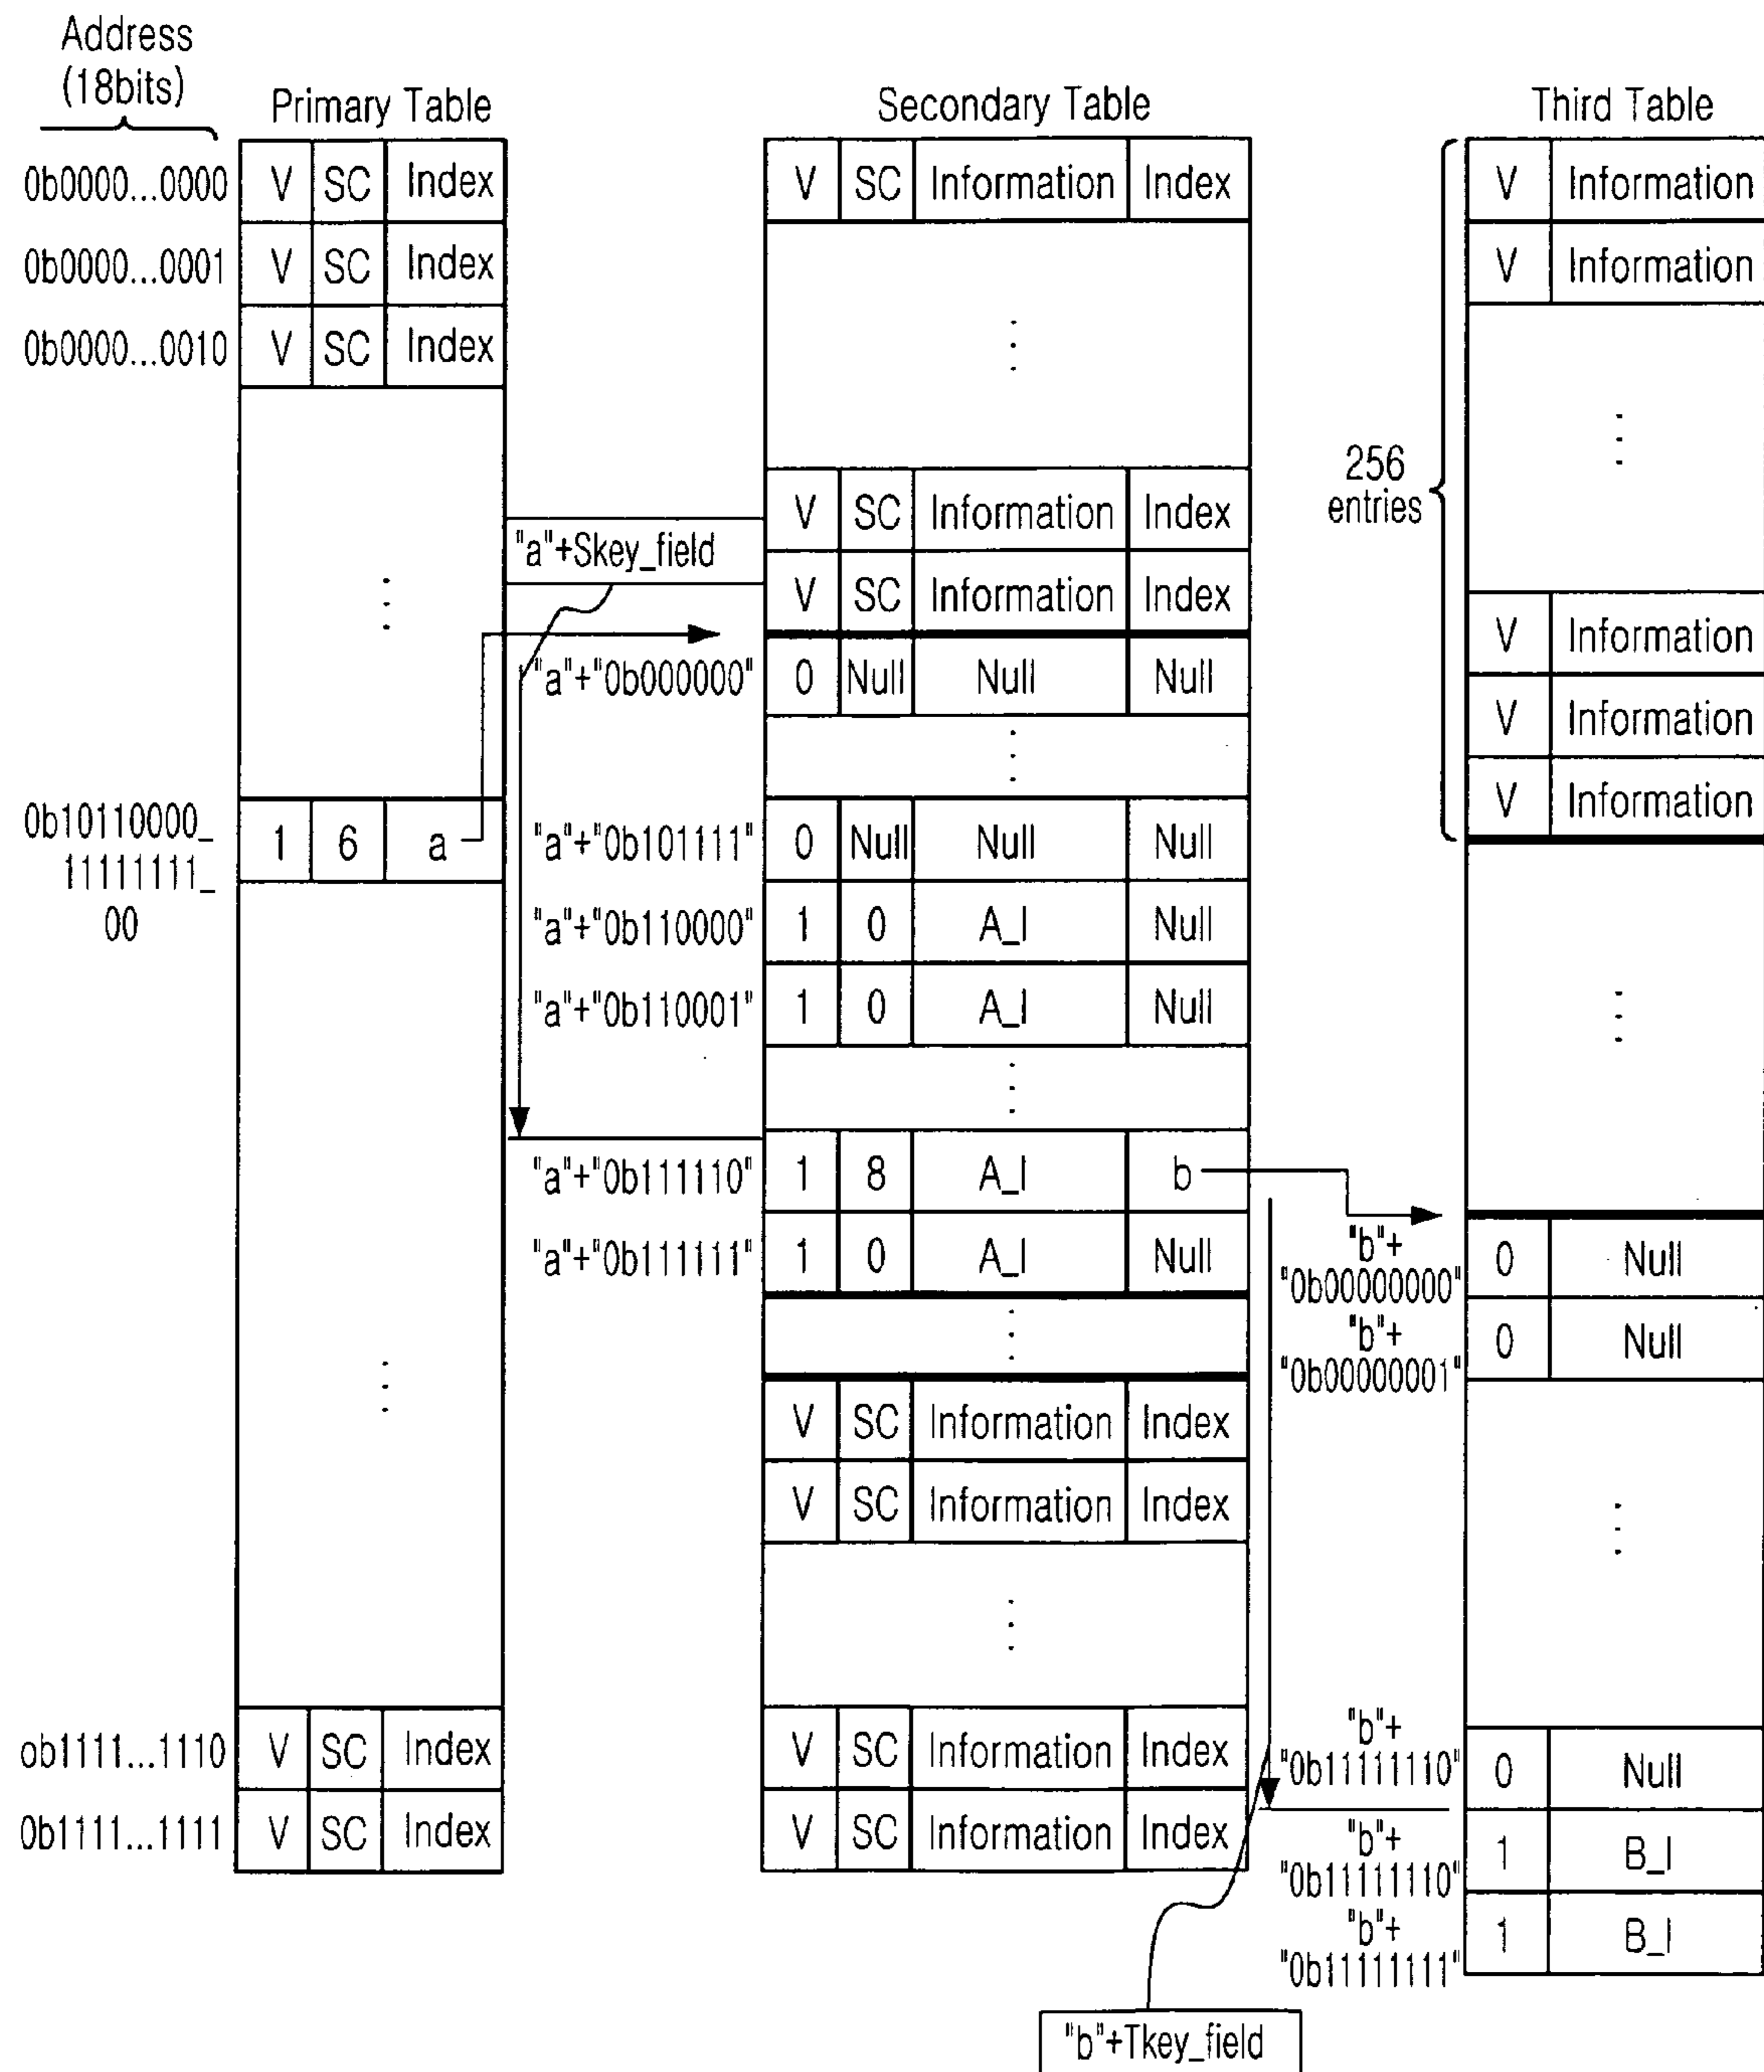 Address
(18bits)
Primary Table
Secondary Table
Third Table
0b0000...0000 V SC Index
V SC Information Index
V Information
0b0000...0001 V SC Index
V Information
0b0000...0010 V SC Index
256
entries
V SC Information Index
"a"+Skey_field
V SC Information Index
V Information
"a"+"0b000000" 0 Null Null Null
V Information
V Information
0b10110000_
11111111_
00
1 6 a
"a"+"0b101111" 0 Null Null Null
"a"+"0b110000" 1 0 A_I Null
"a"+"0b110001" 1 0 A_I Null
"a"+"0b111110" 1 8 A_I b
"a"+"0b111111" 1 0 A_I Null
"b"+
"0b00000000" 0 Null
"b"+
"0b00000001" 0 Null
V SC Information Index
V SC Information Index
ob1111...1110 V SC Index
V SC Information Index
"b"+
"0b11111110" 0 Null
0b1111...1111 V SC Index
V SC Information Index
"b"+
"0b11111110" 1 B_I
"b"+
"0b11111111" 1 B_I
"b"+Tkey_field